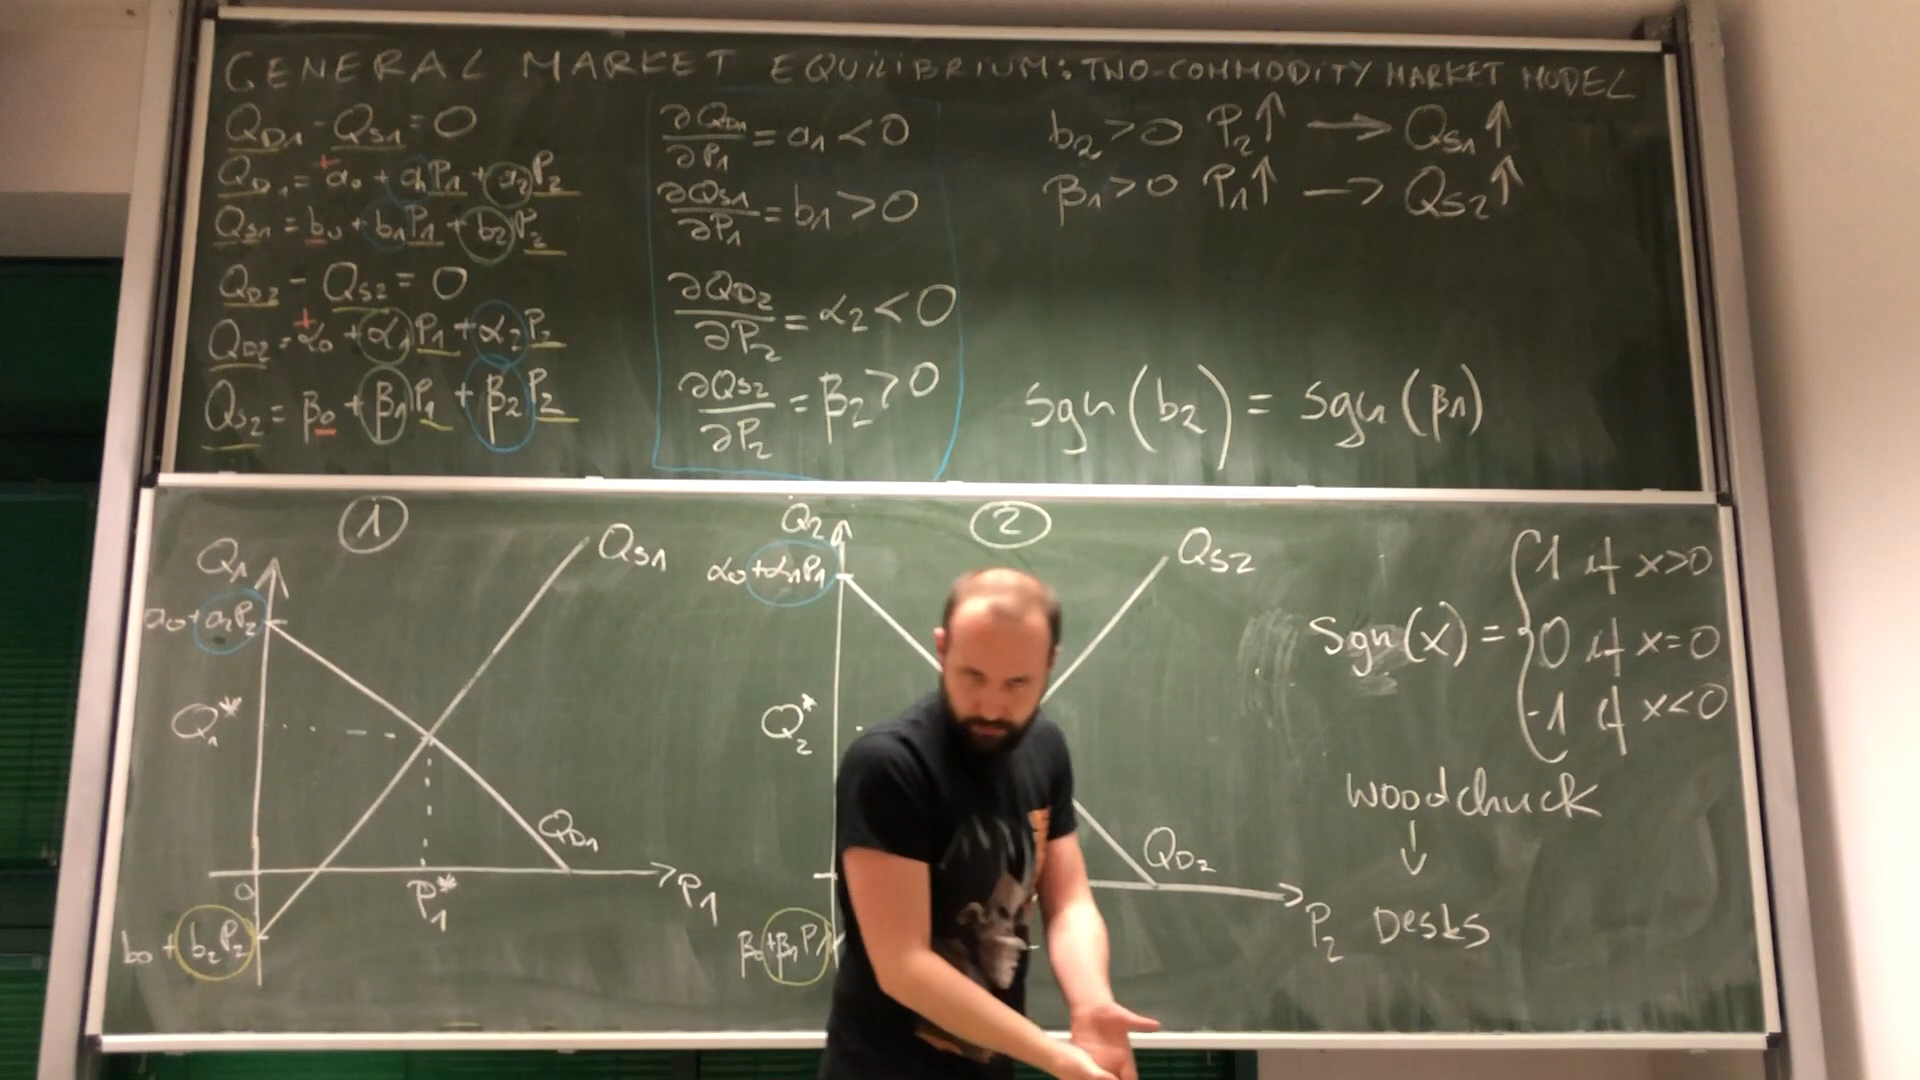 GENERAL MARKET EQUILIBRIUM: TWO-COMMODITY MARKET MODEL
Q_D1 - Q_S1 = 0
Q_D1 = a_0 + a_1P_1 + a_2P_2
Q_S1 = b_0 + b_1P_1 + b_2P_2
Q_D2 - Q_S2 = 0
Q_D2 = α_0 + α_1P_1 + α_2P_2
Q_S2 = β_0 + β_1P_1 + β_2P_2
∂Q_D1/∂P_1 = a_1 < 0
∂Q_S1/∂P_1 = b_1 > 0
∂Q_D2/∂P_2 = α_2 < 0
∂Q_S2/∂P_2 = β_2 > 0
b_2 > 0 P_2↑ → Q_S1↑
β_1 > 0 P_1↑ → Q_S2↑
Sgn(b_2) = Sgn(β_1)
1
Q_1
Q_S1
a_0 + a_2P_2
Q_1*
Q_D1
0
P_1*
P_1
b_0 + b_2P_2
2
Q_2
Q_S2
α_0 + α_1P_1
Q_2*
Q_D2
P_2
β_0 + β_1P_1
Sgn(x) = { 1 if x>0
0 if x=0
-1 if x<0
woodchuck
↓
Desks